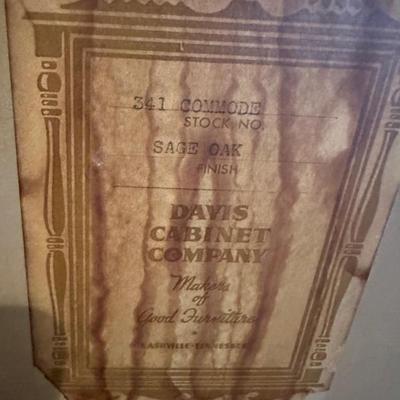 341 COMMODE
STOCK NO.
SAGE OAK
FINISH
DAVIS
CABINET
COMPANY
Makers
of
Good Furniture
NASHVILLE-TENNESSEE